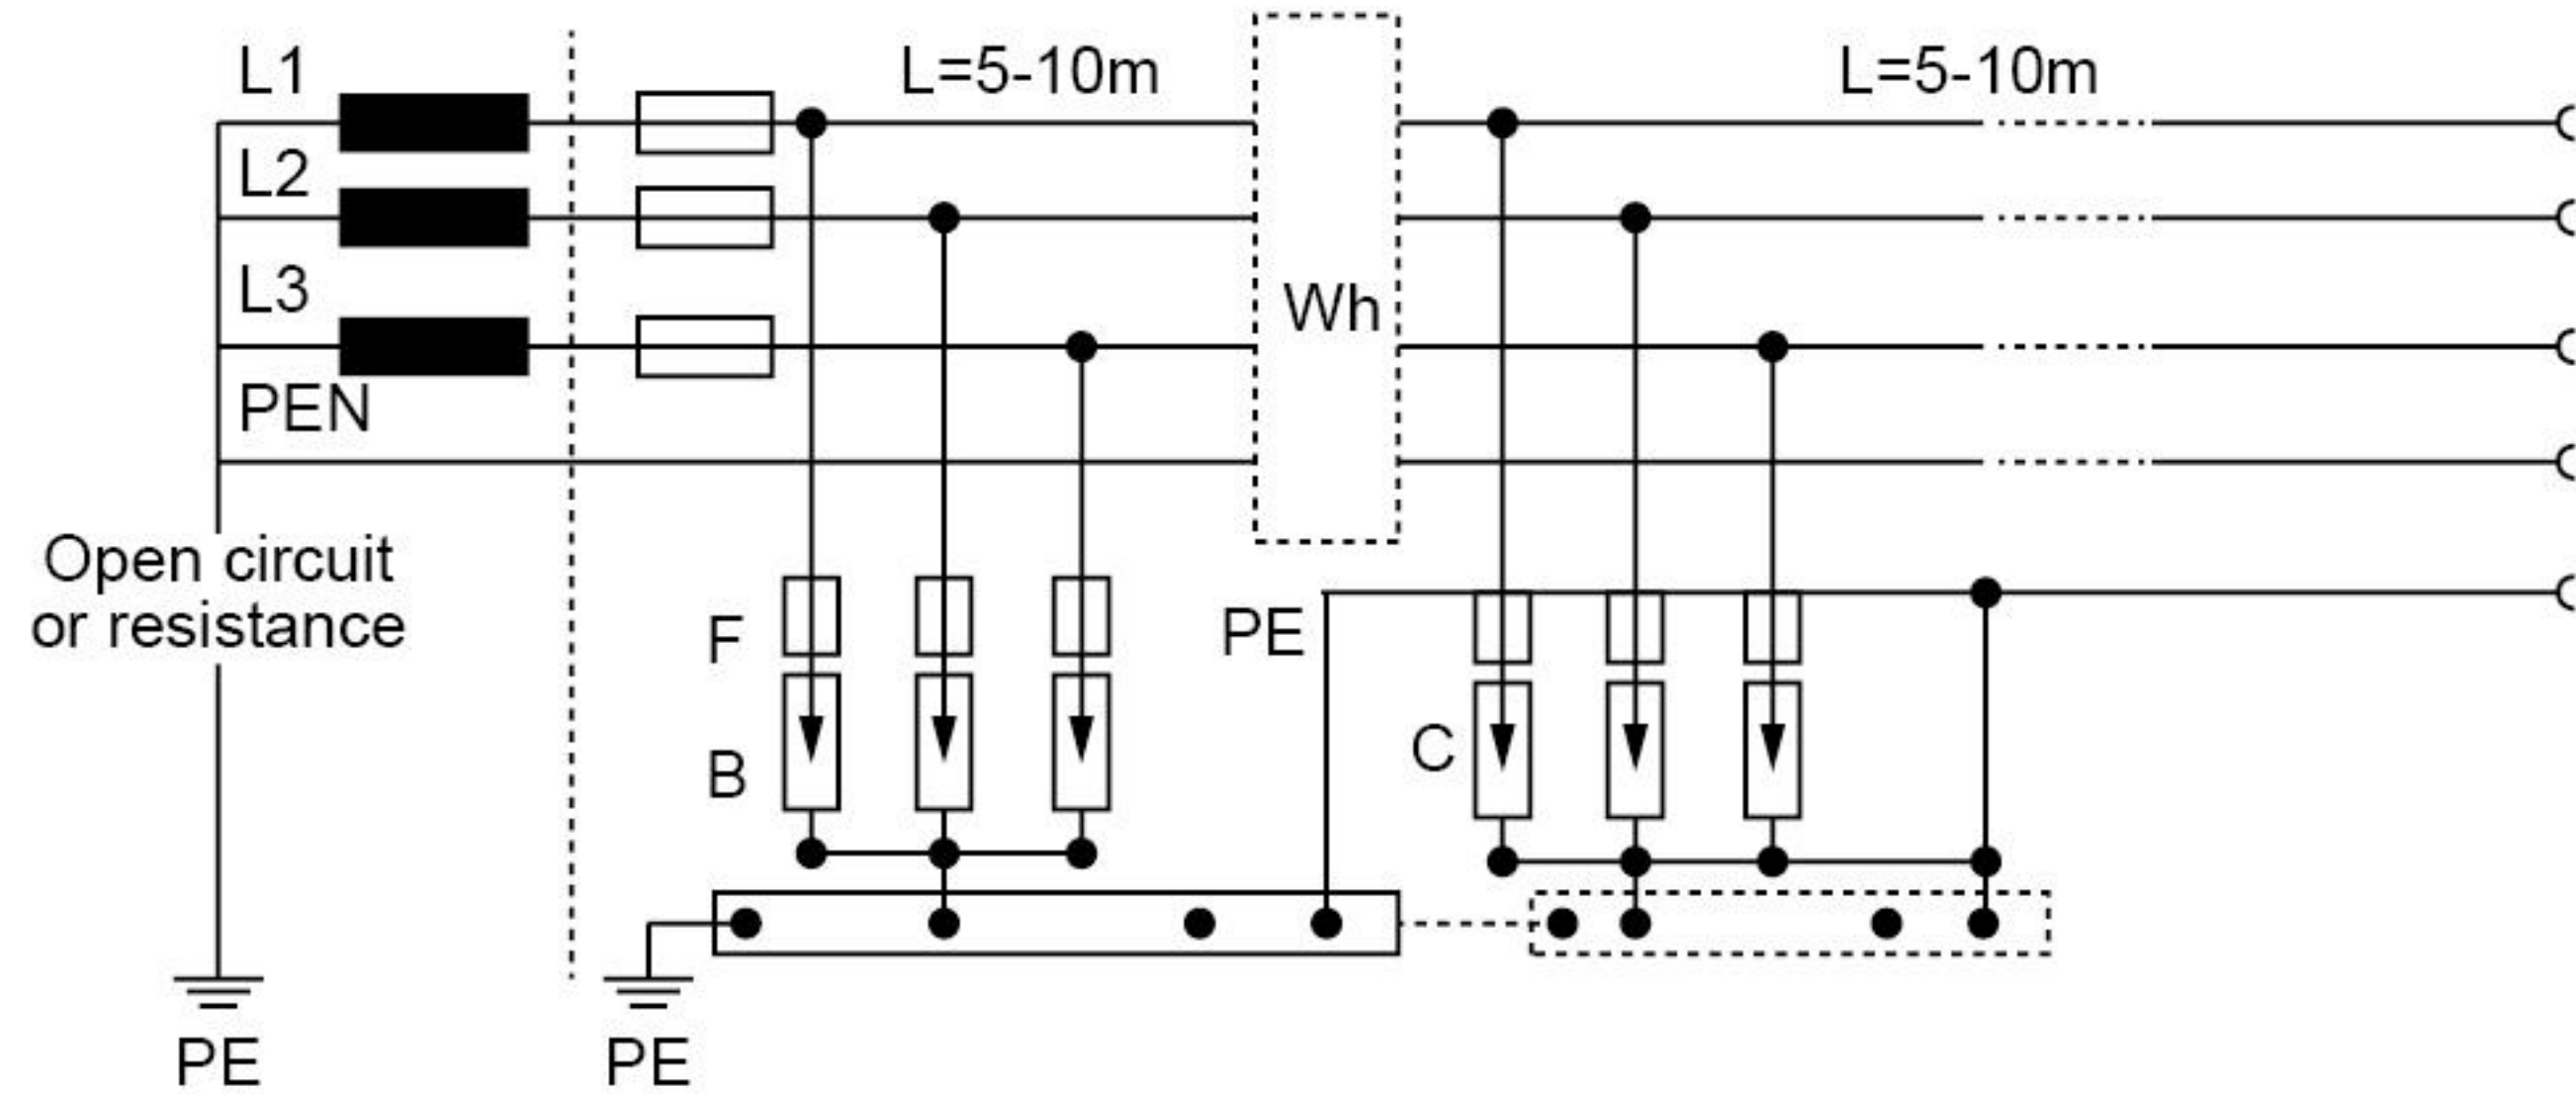 L1
L=5-10m
L=5-10m
L2
L3
Wh
PEN
Open circuit
or resistance
F
PE
B
C
PE
PE